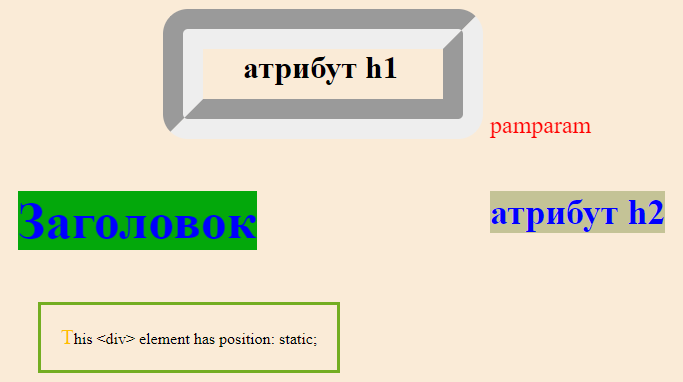 атрибут h1
pamparam
Заголовок
атрибут h2
This <div> element has position: static;